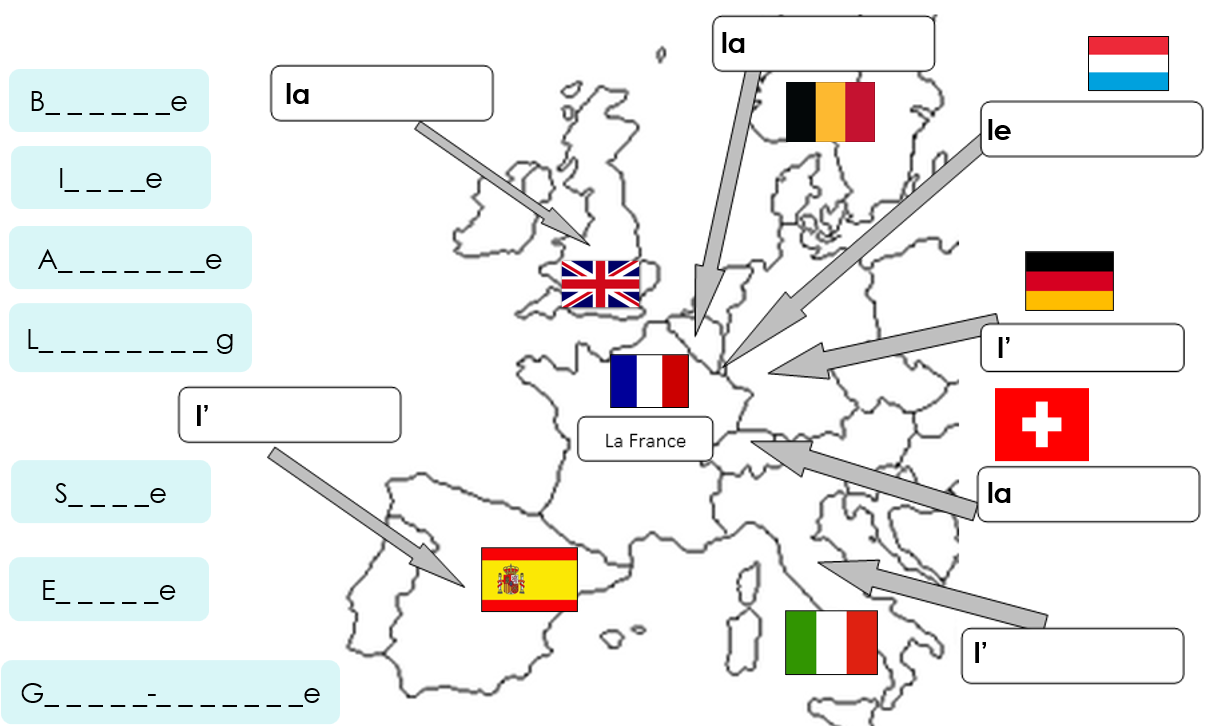 la
la
B_ _ _ _ _ _e
le
I_ _ _ _e
A_ _ _ _ _ _ _e
L_ _ _ _ _ _ _ _ g
l’
l’
La France
S_ _ _ _e
la
E_ _ _ _ _e
l’
G_ _ _ _ _-_ _ _ _ _ _ _e